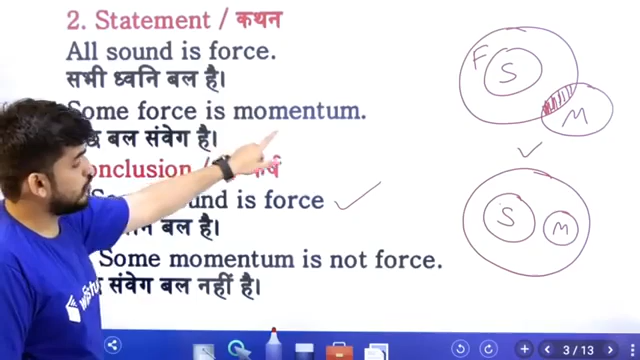 2. Statement / कथन
All sound is force.
सभी ध्वनि बल है।
Some force is momentum.
बल संवेग है।
onclusion /
sound is force
बल है।
Some momentum is not force.
संवेग बल नहीं है।
F
S
M
S
M
3 / 13